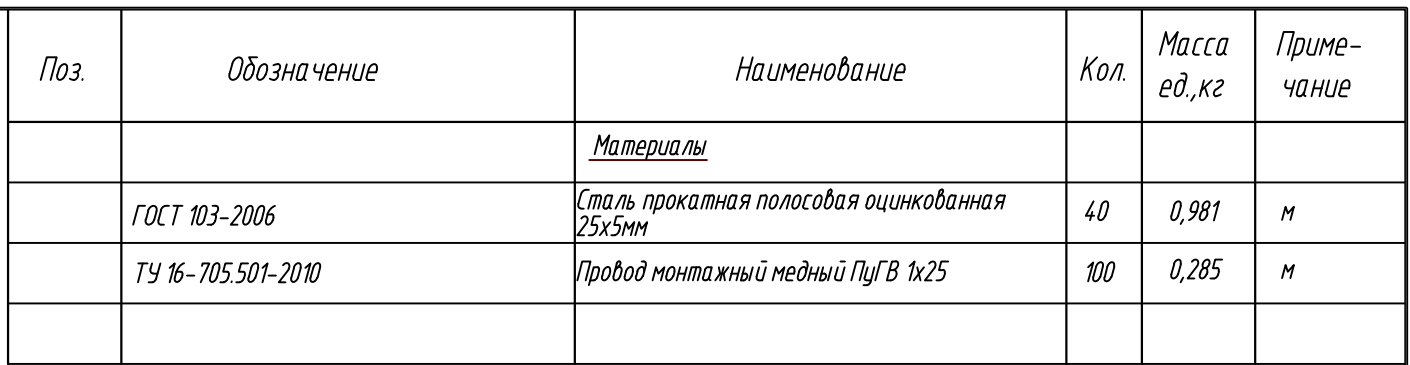 Поз.
Обозначение
Наименование
Кол.
Масса
ед.,кг
Приме-
чание
Материалы
ГОСТ 103-2006
Сталь прокатная полосовая оцинкованная
25х5мм
40
0,981
м
ТУ 16-705.501-2010
Провод монтажный медный ПуГВ 1х25
100
0,285
м